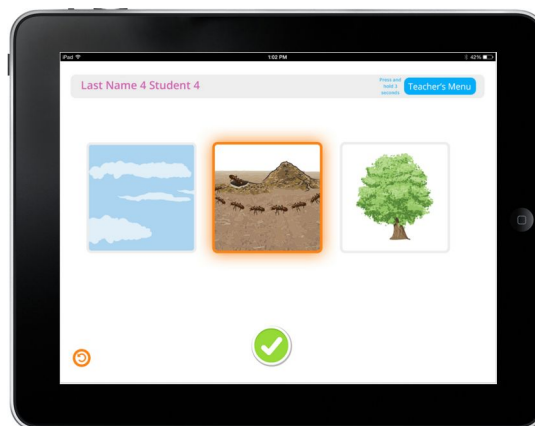 iPad 1:02 PM 42%
Last Name 4 Student 4
Press and
hold 3
seconds
Teacher's Menu